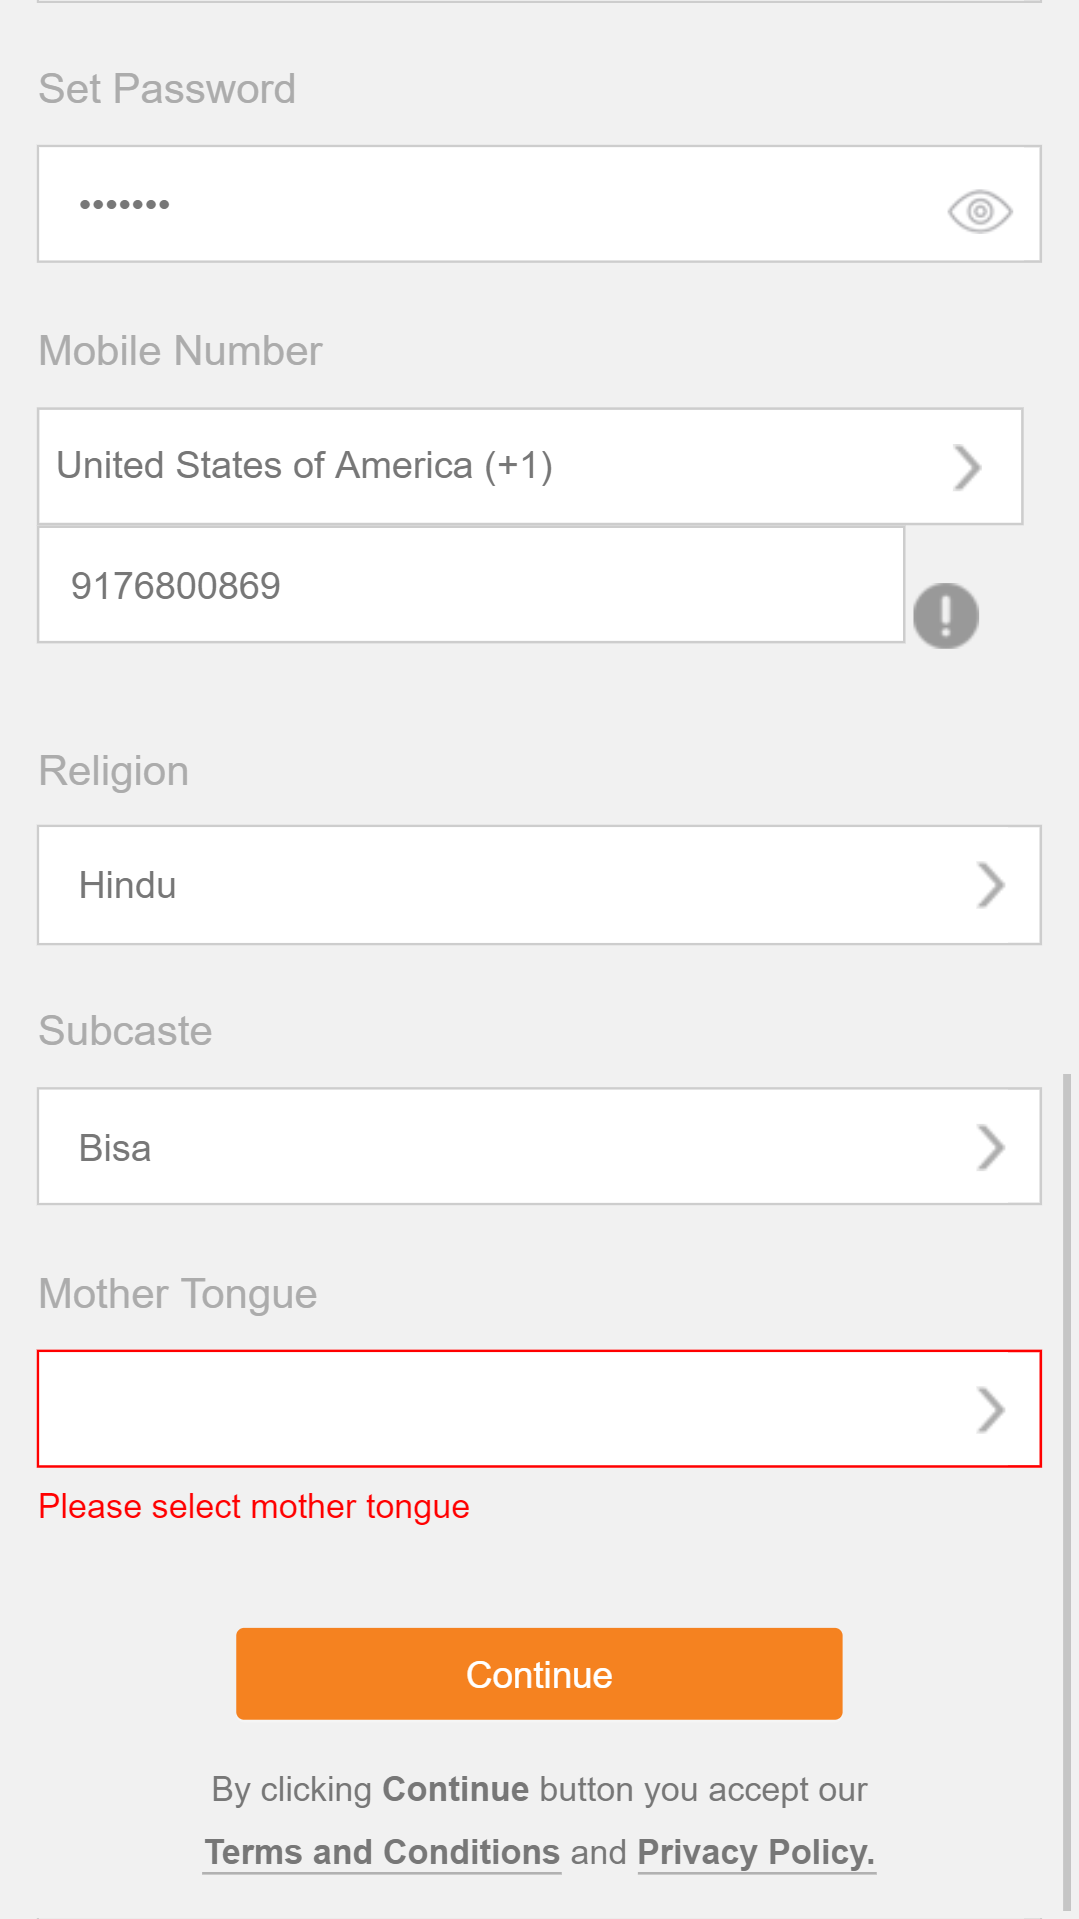 Set Password
•••••••
Mobile Number
United States of America (+1)
9176800869
Religion
Hindu
Subcaste
Bisa
Mother Tongue
Please select mother tongue
Continue
By clicking Continue button you accept our
Terms and Conditions and Privacy Policy.